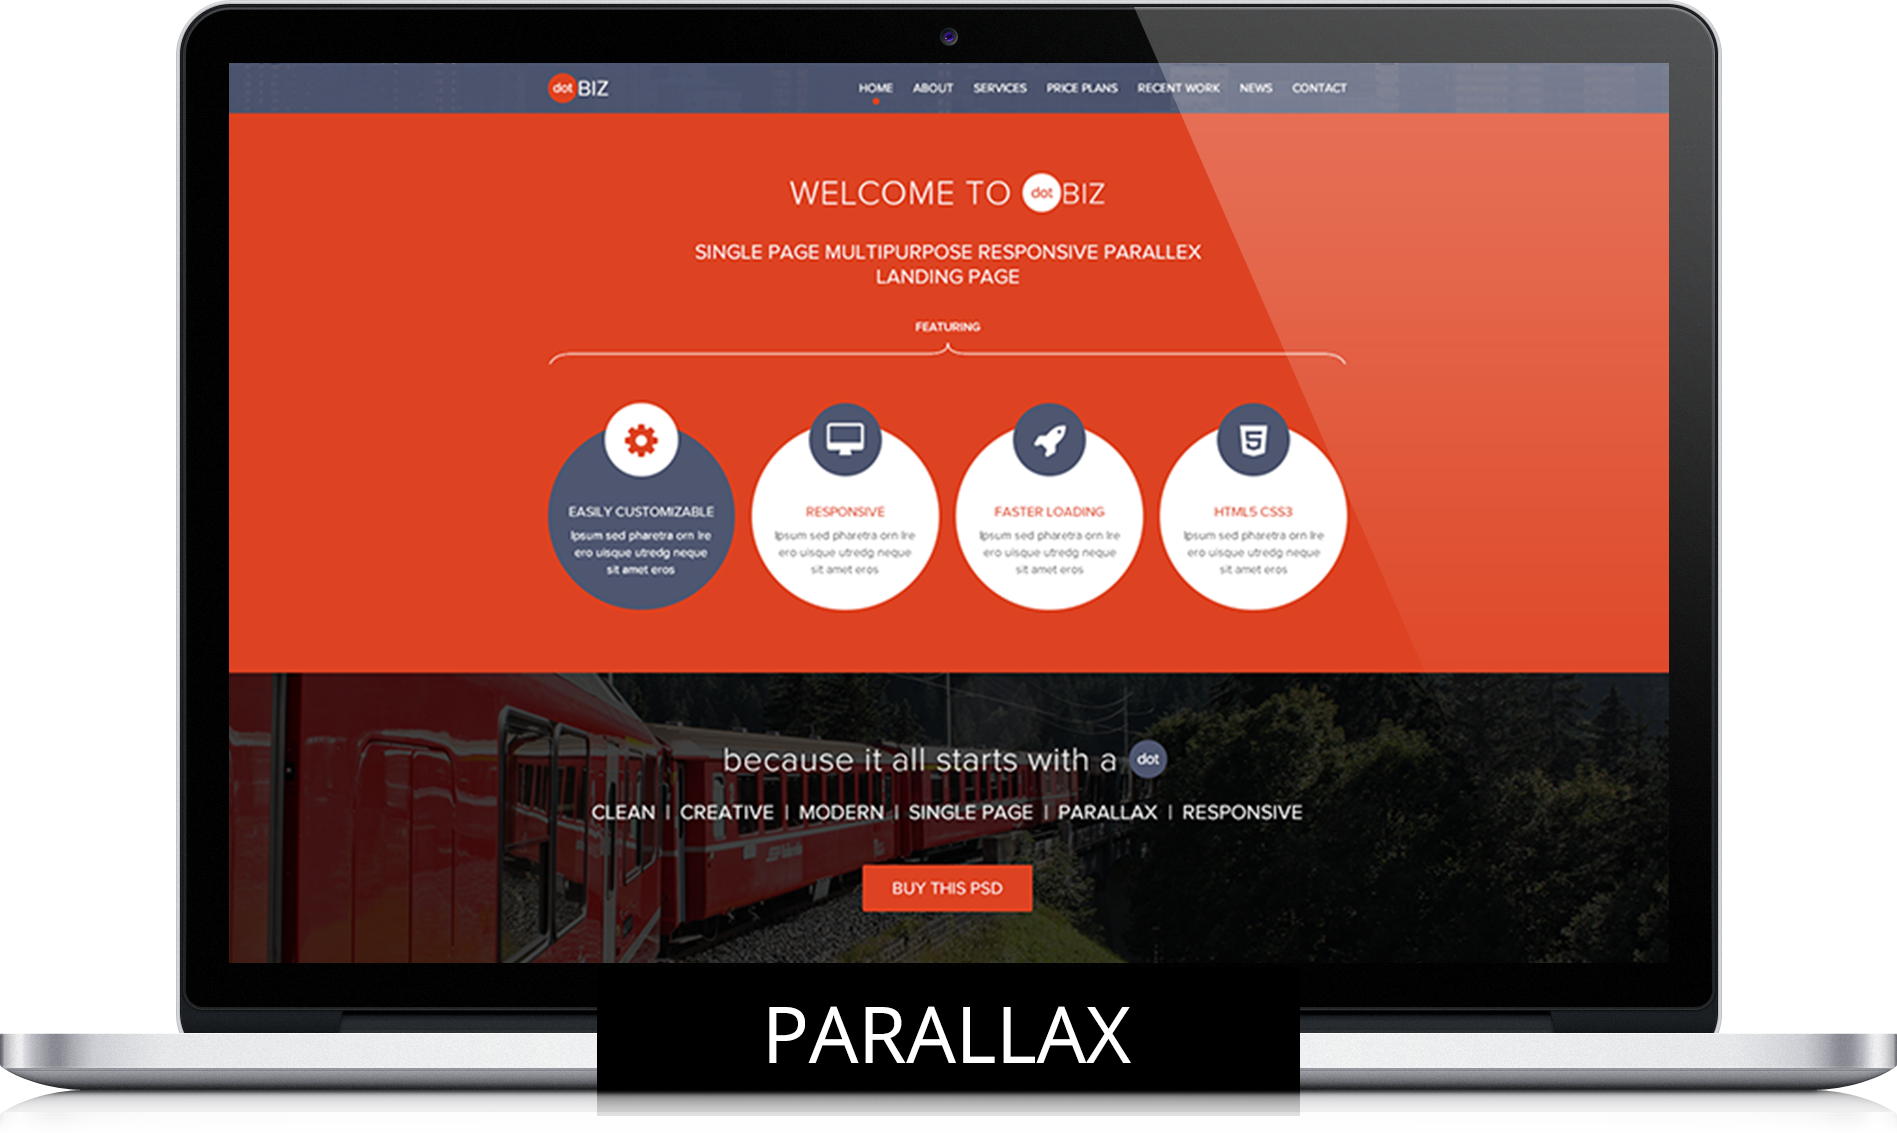 dot BIZ
HOME ABOUT SERVICES PRICE PLANS RECENT WORK NEWS CONTACT
WELCOME TO dot BIZ
SINGLE PAGE MULTIPURPOSE RESPONSIVE PARALLEX
LANDING PAGE
FEATURING
EASILY CUSTOMIZABLE
Ipsum sed pharetra orn lre
ero uisque utredg neque
sit amet eros
RESPONSIVE
Ipsum sed pharetra orn lre
ero uisque utredg neque
sit amet eros
FASTER LOADING
Ipsum sed pharetra orn lre
ero uisque utredg neque
sit amet eros
5
HTML5 CSS3
Ipsum sed pharetra orn lre
ero uisque utredg neque
sit amet eros
because it all starts with a dot
CLEAN | CREATIVE | MODERN | SINGLE PAGE | PARALLAX | RESPONSIVE
BUY THIS PSD
PARALLAX